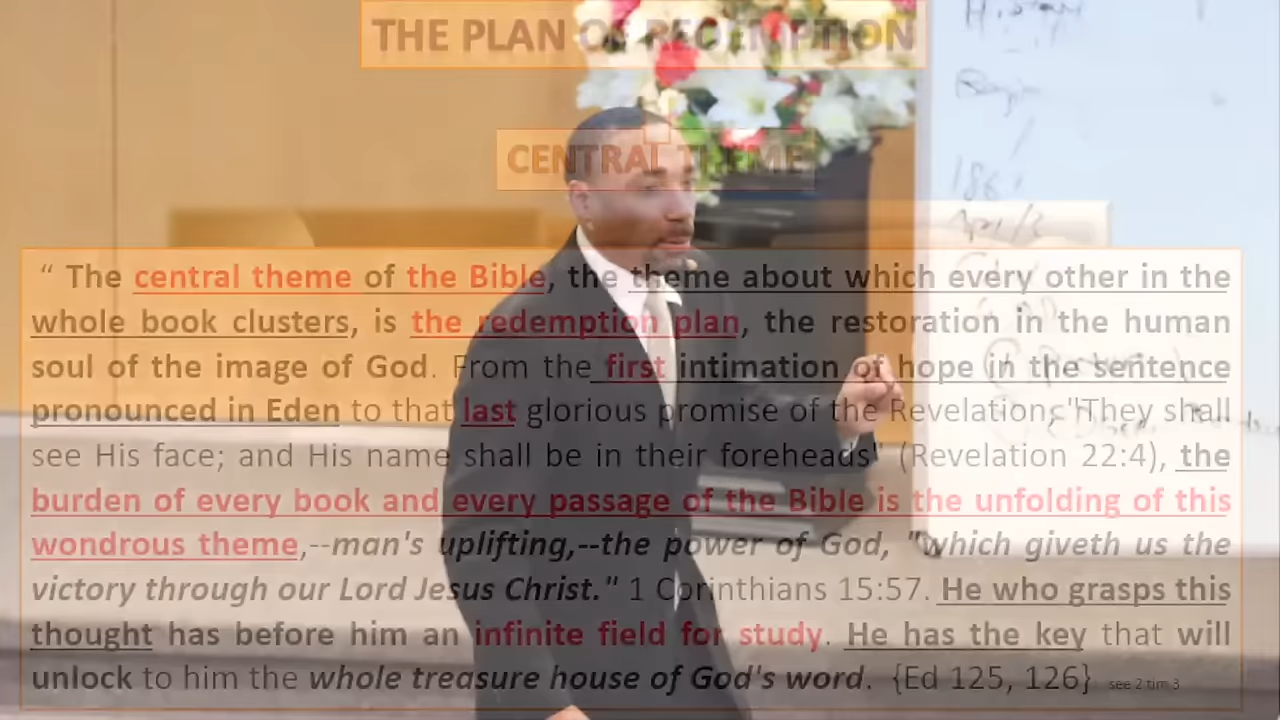 THE PLAN OF REDEMPTION
CENTRAL THEME
“ The central theme of the Bible, the theme about which every other in the
whole book clusters, is the redemption plan, the restoration in the human
soul of the image of God. From the first intimation of hope in the sentence
pronounced in Eden to that last glorious promise of the Revelation, "They shall
see His face; and His name shall be in their foreheads" (Revelation 22:4), the
burden of every book and every passage of the Bible is the unfolding of this
wondrous theme,--man's uplifting,--the power of God, "which giveth us the
victory through our Lord Jesus Christ." 1 Corinthians 15:57. He who grasps this
thought has before him an infinite field for study. He has the key that will
unlock to him the whole treasure house of God's word. {Ed 125, 126} see 2 tim 3